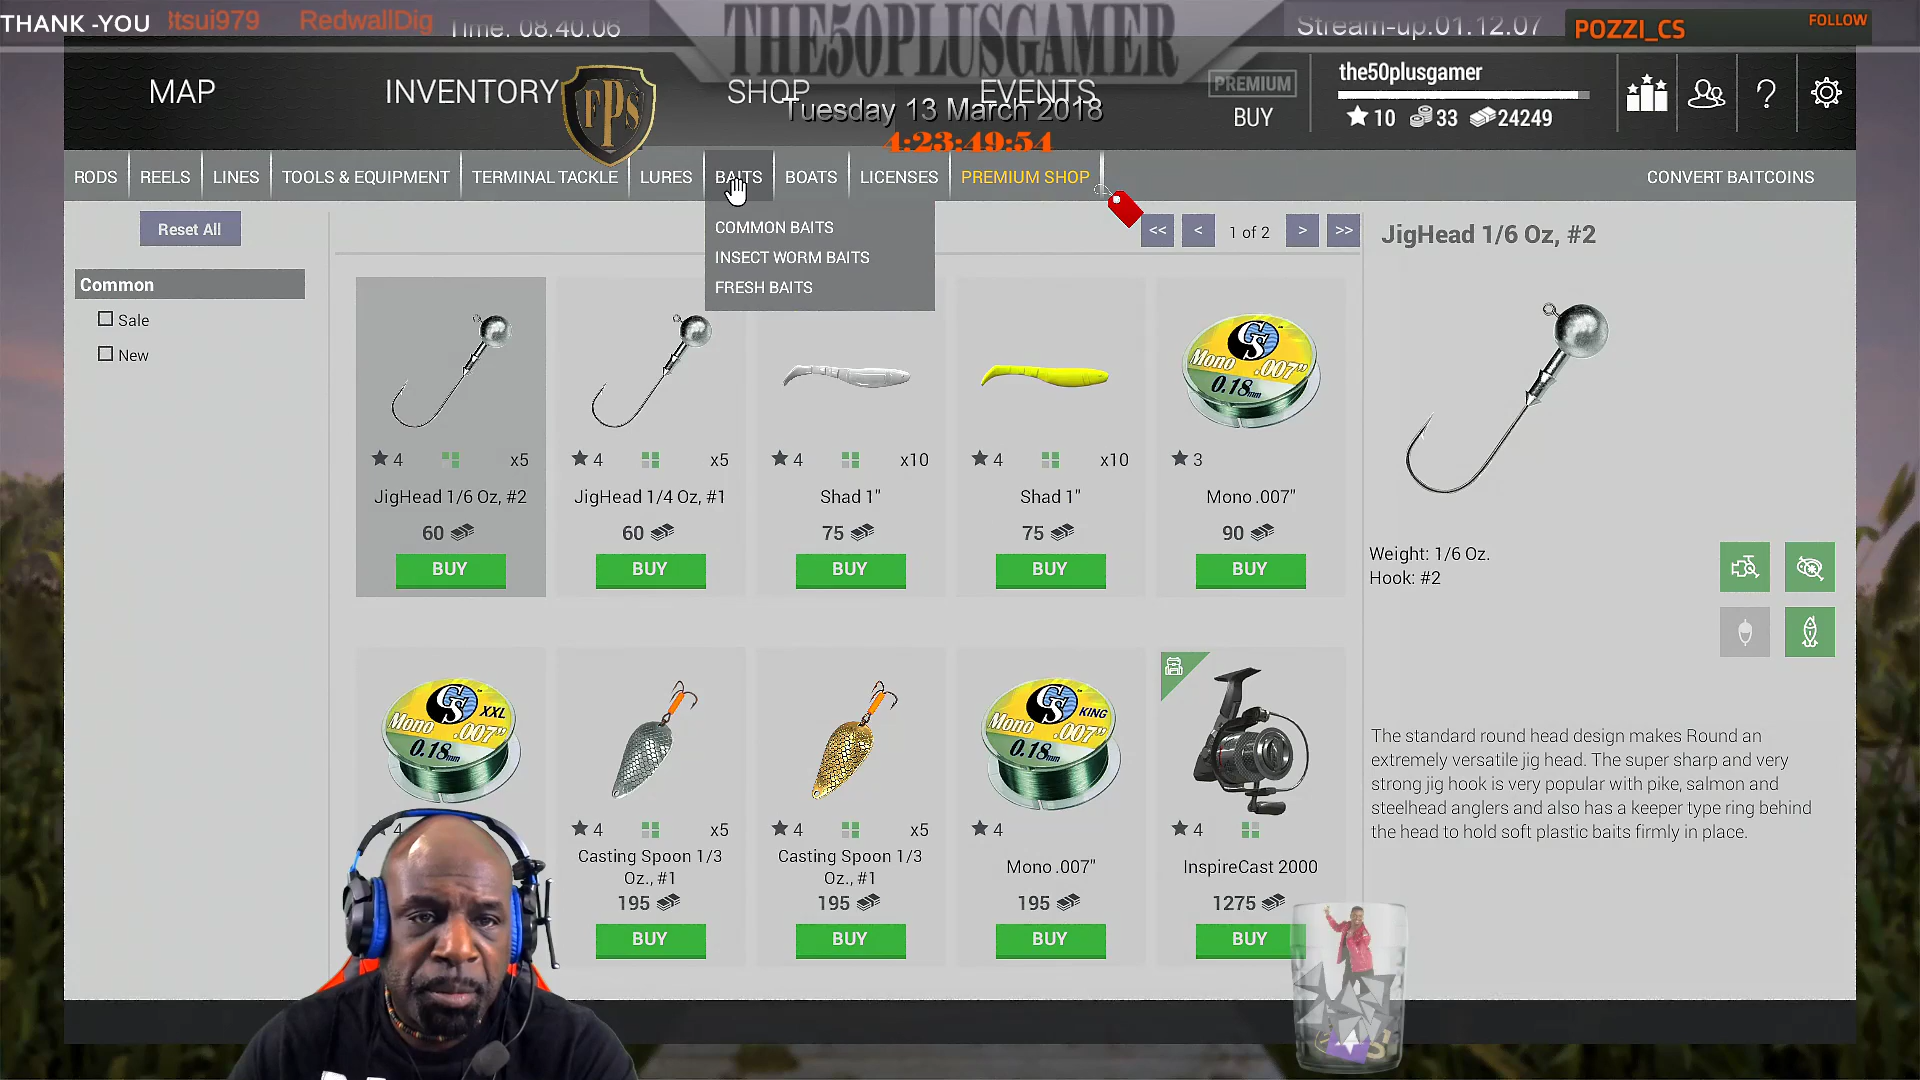 THANK -YOU
tsui979
RedwallDig
Time: 08.40.06
THE50PLUSGAMER
Stream-up.01.12.07
POZZI_CS
FOLLOW
MAP
INVENTORY
FPS
SHOP
EVENTS
Tuesday 13 March 2018
4:23:49:54
PREMIUM
BUY
the50plusgamer
10
33
24249
?
RODS
REELS
LINES
TOOLS & EQUIPMENT
TERMINAL TACKLE
LURES
BAITS
BOATS
LICENSES
PREMIUM SHOP
CONVERT BAITCOINS
COMMON BAITS
INSECT WORM BAITS
FRESH BAITS
Reset All
Common
Sale
New
<<
<
1 of 2
>
>>
JigHead 1/6 Oz, #2
4 x5
JigHead 1/6 Oz, #2
60
BUY
4 x5
JigHead 1/4 Oz, #1
60
BUY
4 x10
Shad 1"
75
BUY
4 x10
Shad 1"
75
BUY
GS
Mono .007"
0.18mm
3
Mono .007"
90
BUY
GS XXL
Mono .007"
0.18mm
4
4 x5
Casting Spoon 1/3
Oz., #1
195
BUY
4 x5
Casting Spoon 1/3
Oz., #1
195
BUY
GS KING
Mono .007"
0.18mm
4
Mono .007"
195
BUY
4
InspireCast 2000
1275
BUY
Weight: 1/6 Oz.
Hook: #2
The standard round head design makes Round an
extremely versatile jig head. The super sharp and very
strong jig hook is very popular with pike, salmon and
steelhead anglers and also has a keeper type ring behind
the head to hold soft plastic baits firmly in place.